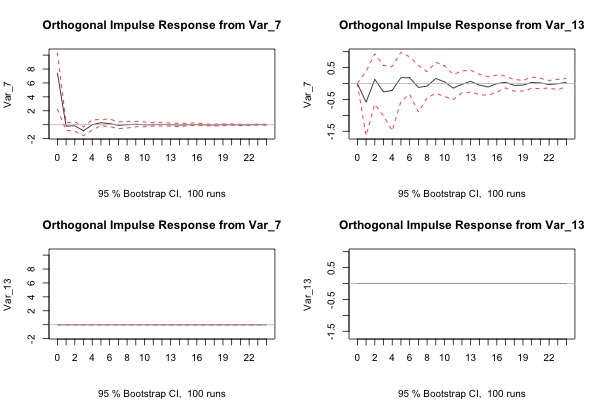 Orthogonal Impulse Response from Var_7
Var_7
8
6
4
2
-2
0 2 4 6 8 10 13 16 19 22
95 % Bootstrap CI, 100 runs
Orthogonal Impulse Response from Var_13
Var_7
0.5
-0.5
-1.5
0 2 4 6 8 10 13 16 19 22
95 % Bootstrap CI, 100 runs
Orthogonal Impulse Response from Var_7
Var_13
8
6
4
2
-2
0 2 4 6 8 10 13 16 19 22
95 % Bootstrap CI, 100 runs
Orthogonal Impulse Response from Var_13
Var_13
0.5
-0.5
-1.5
0 2 4 6 8 10 13 16 19 22
95 % Bootstrap CI, 100 runs